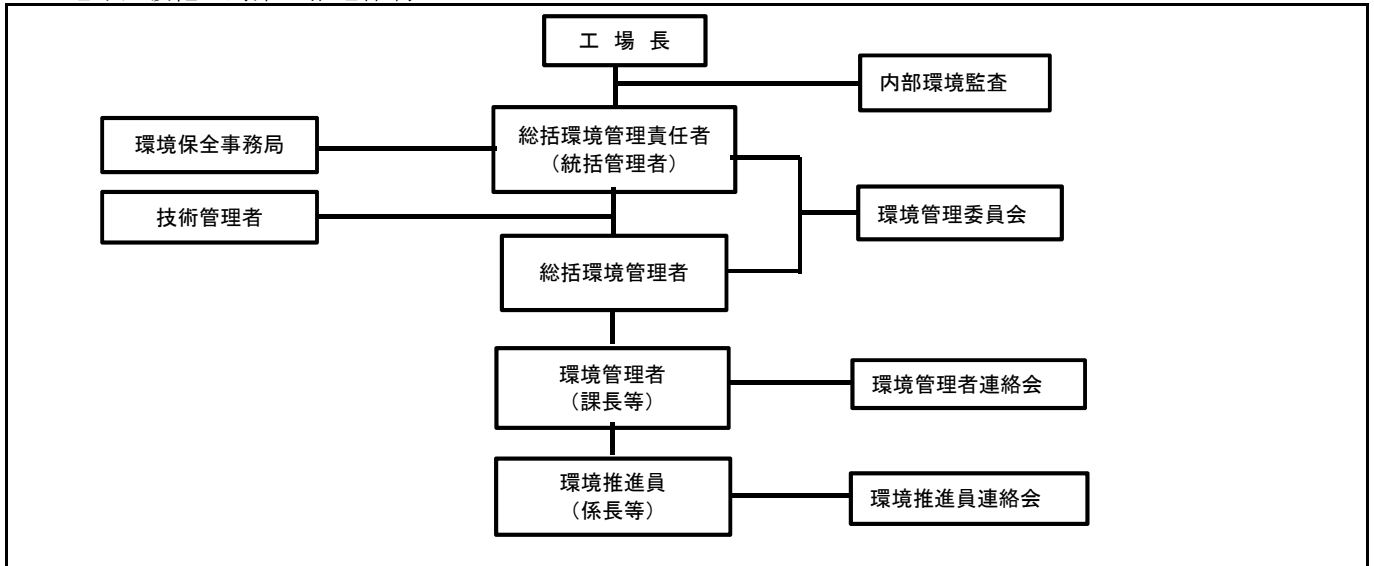 工 場 長
内部環境監査
環境保全事務局
総括環境管理責任者
（統括管理者）
技術管理者
環境管理委員会
総括環境管理者
環境管理者
（課長等）
環境管理者連絡会
環境推進員
（係長等）
環境推進員連絡会